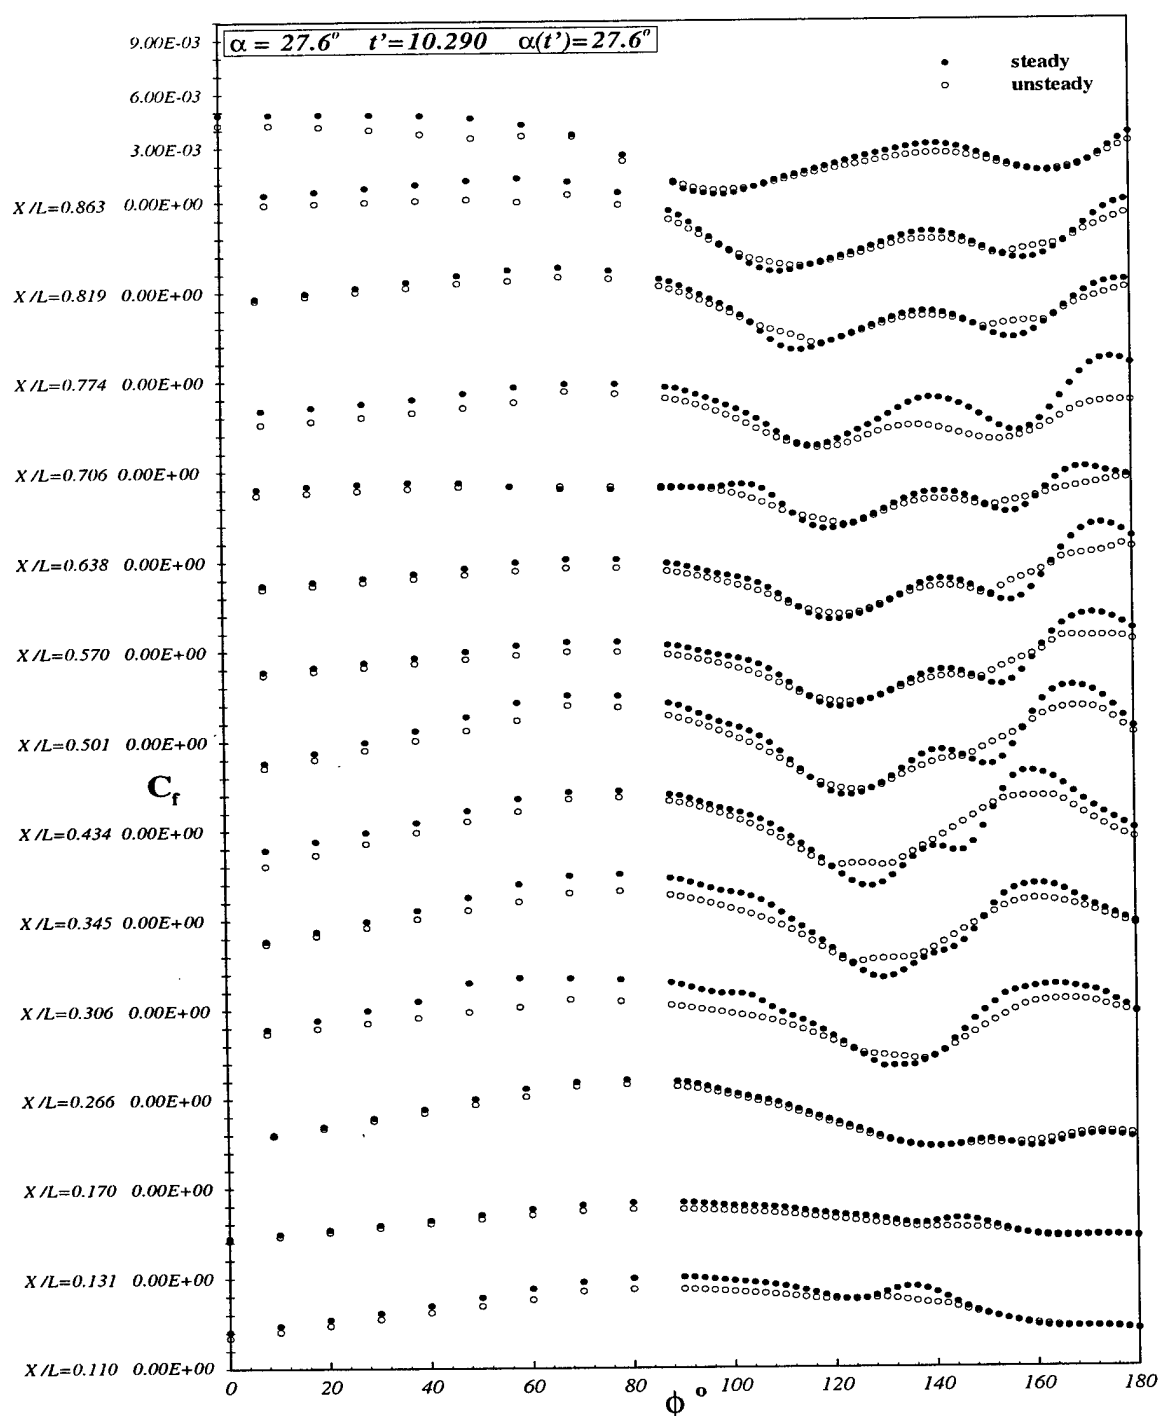 9.00E-03
α = 27.6° t'=10.290 α(t')=27.6°
steady
6.00E-03
unsteady
3.00E-03
X/L=0.863 0.00E+00
X/L=0.819 0.00E+00
X/L=0.774 0.00E+00
X/L=0.706 0.00E+00
X/L=0.638 0.00E+00
X/L=0.570 0.00E+00
X/L=0.501 0.00E+00
Cf
X/L=0.434 0.00E+00
X/L=0.345 0.00E+00
X/L=0.306 0.00E+00
X/L=0.266 0.00E+00
X/L=0.170 0.00E+00
X/L=0.131 0.00E+00
X/L=0.110 0.00E+00
0 20 40 60 80 100 120 140 160 180
ϕ °